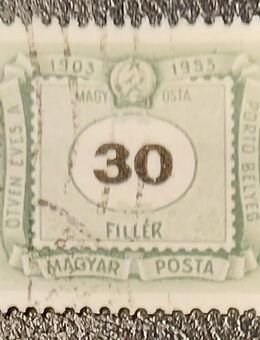 1903 1953
MAGY OSTA
ÖTVEN ÉVES A
30
PORTO BÉLYEG
FILLÉR
MAGYAR POSTA